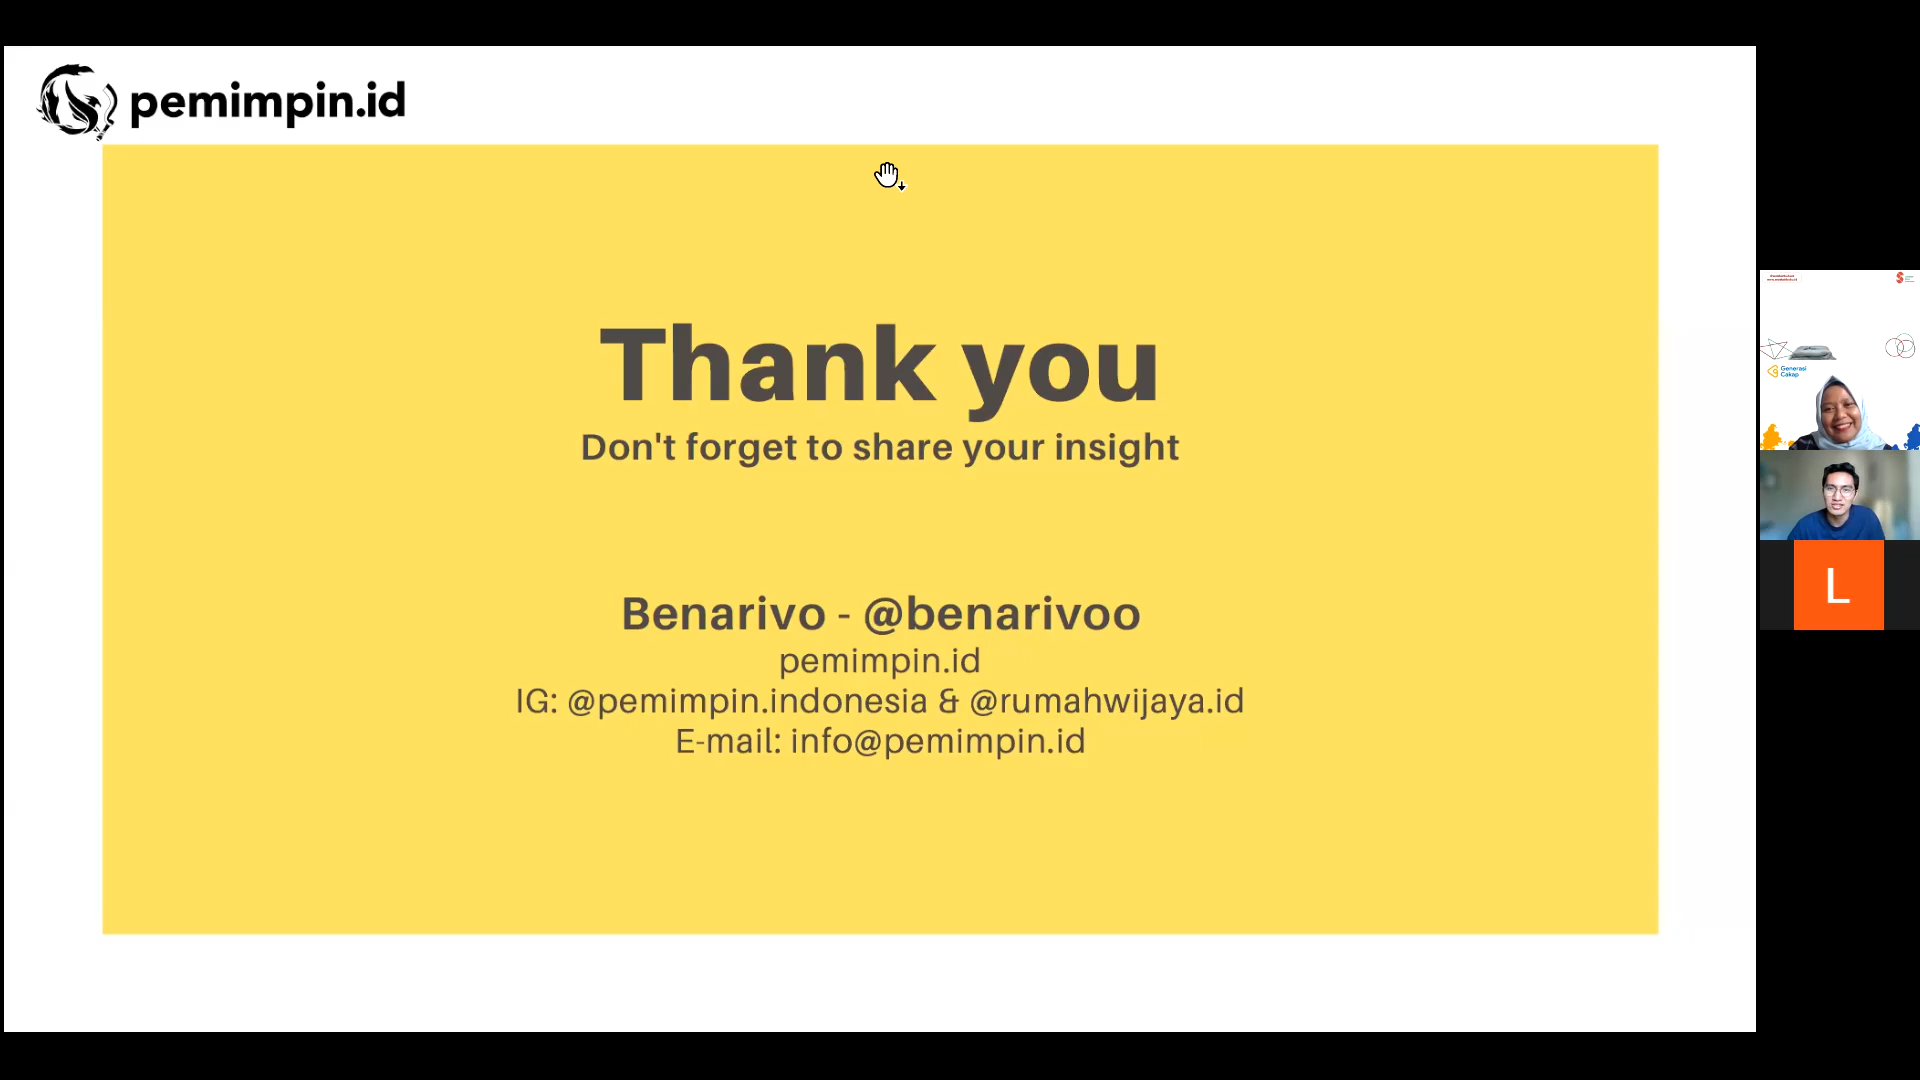 pemimpin.id
Thank you
Don't forget to share your insight
Benarivo - @benarivoo
pemimpin.id
IG: @pemimpin.indonesia & @rumahwijaya.id
E-mail: info@pemimpin.id
Generasi
Cakap
L